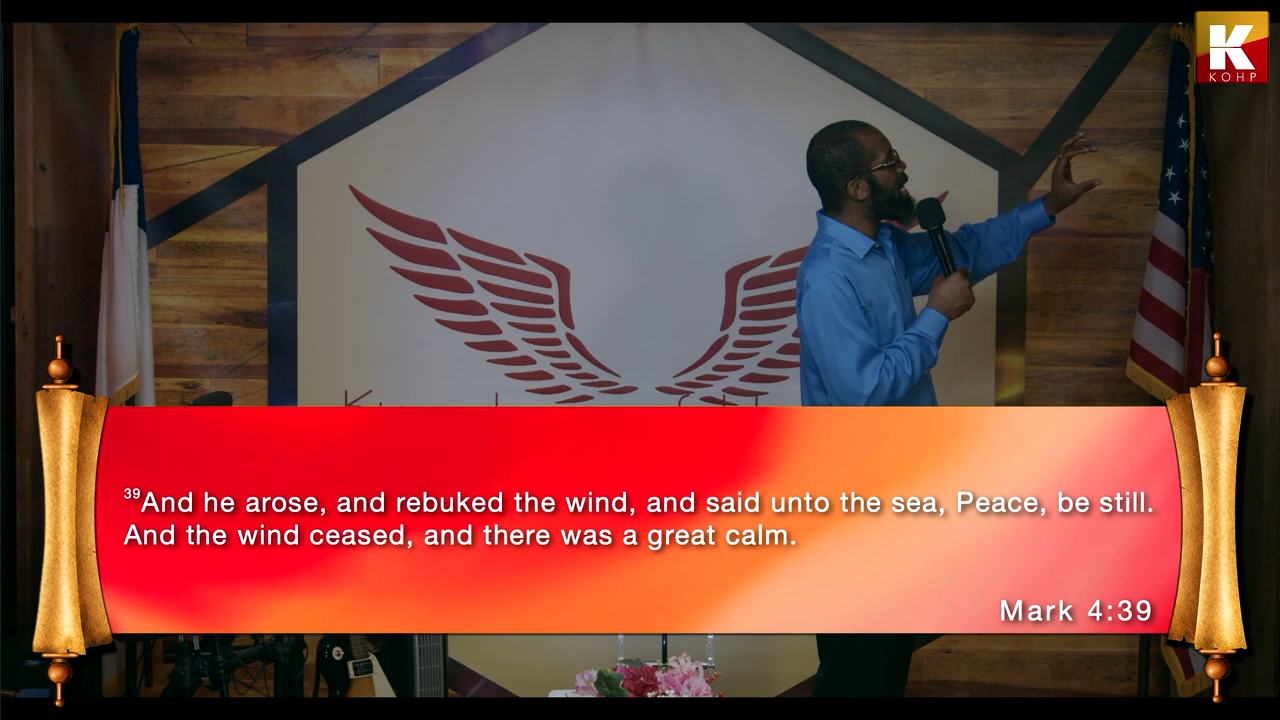 K
KOHP
³⁹And he arose, and rebuked the wind, and said unto the sea, Peace, be still.
And the wind ceased, and there was a great calm.
Mark 4:39